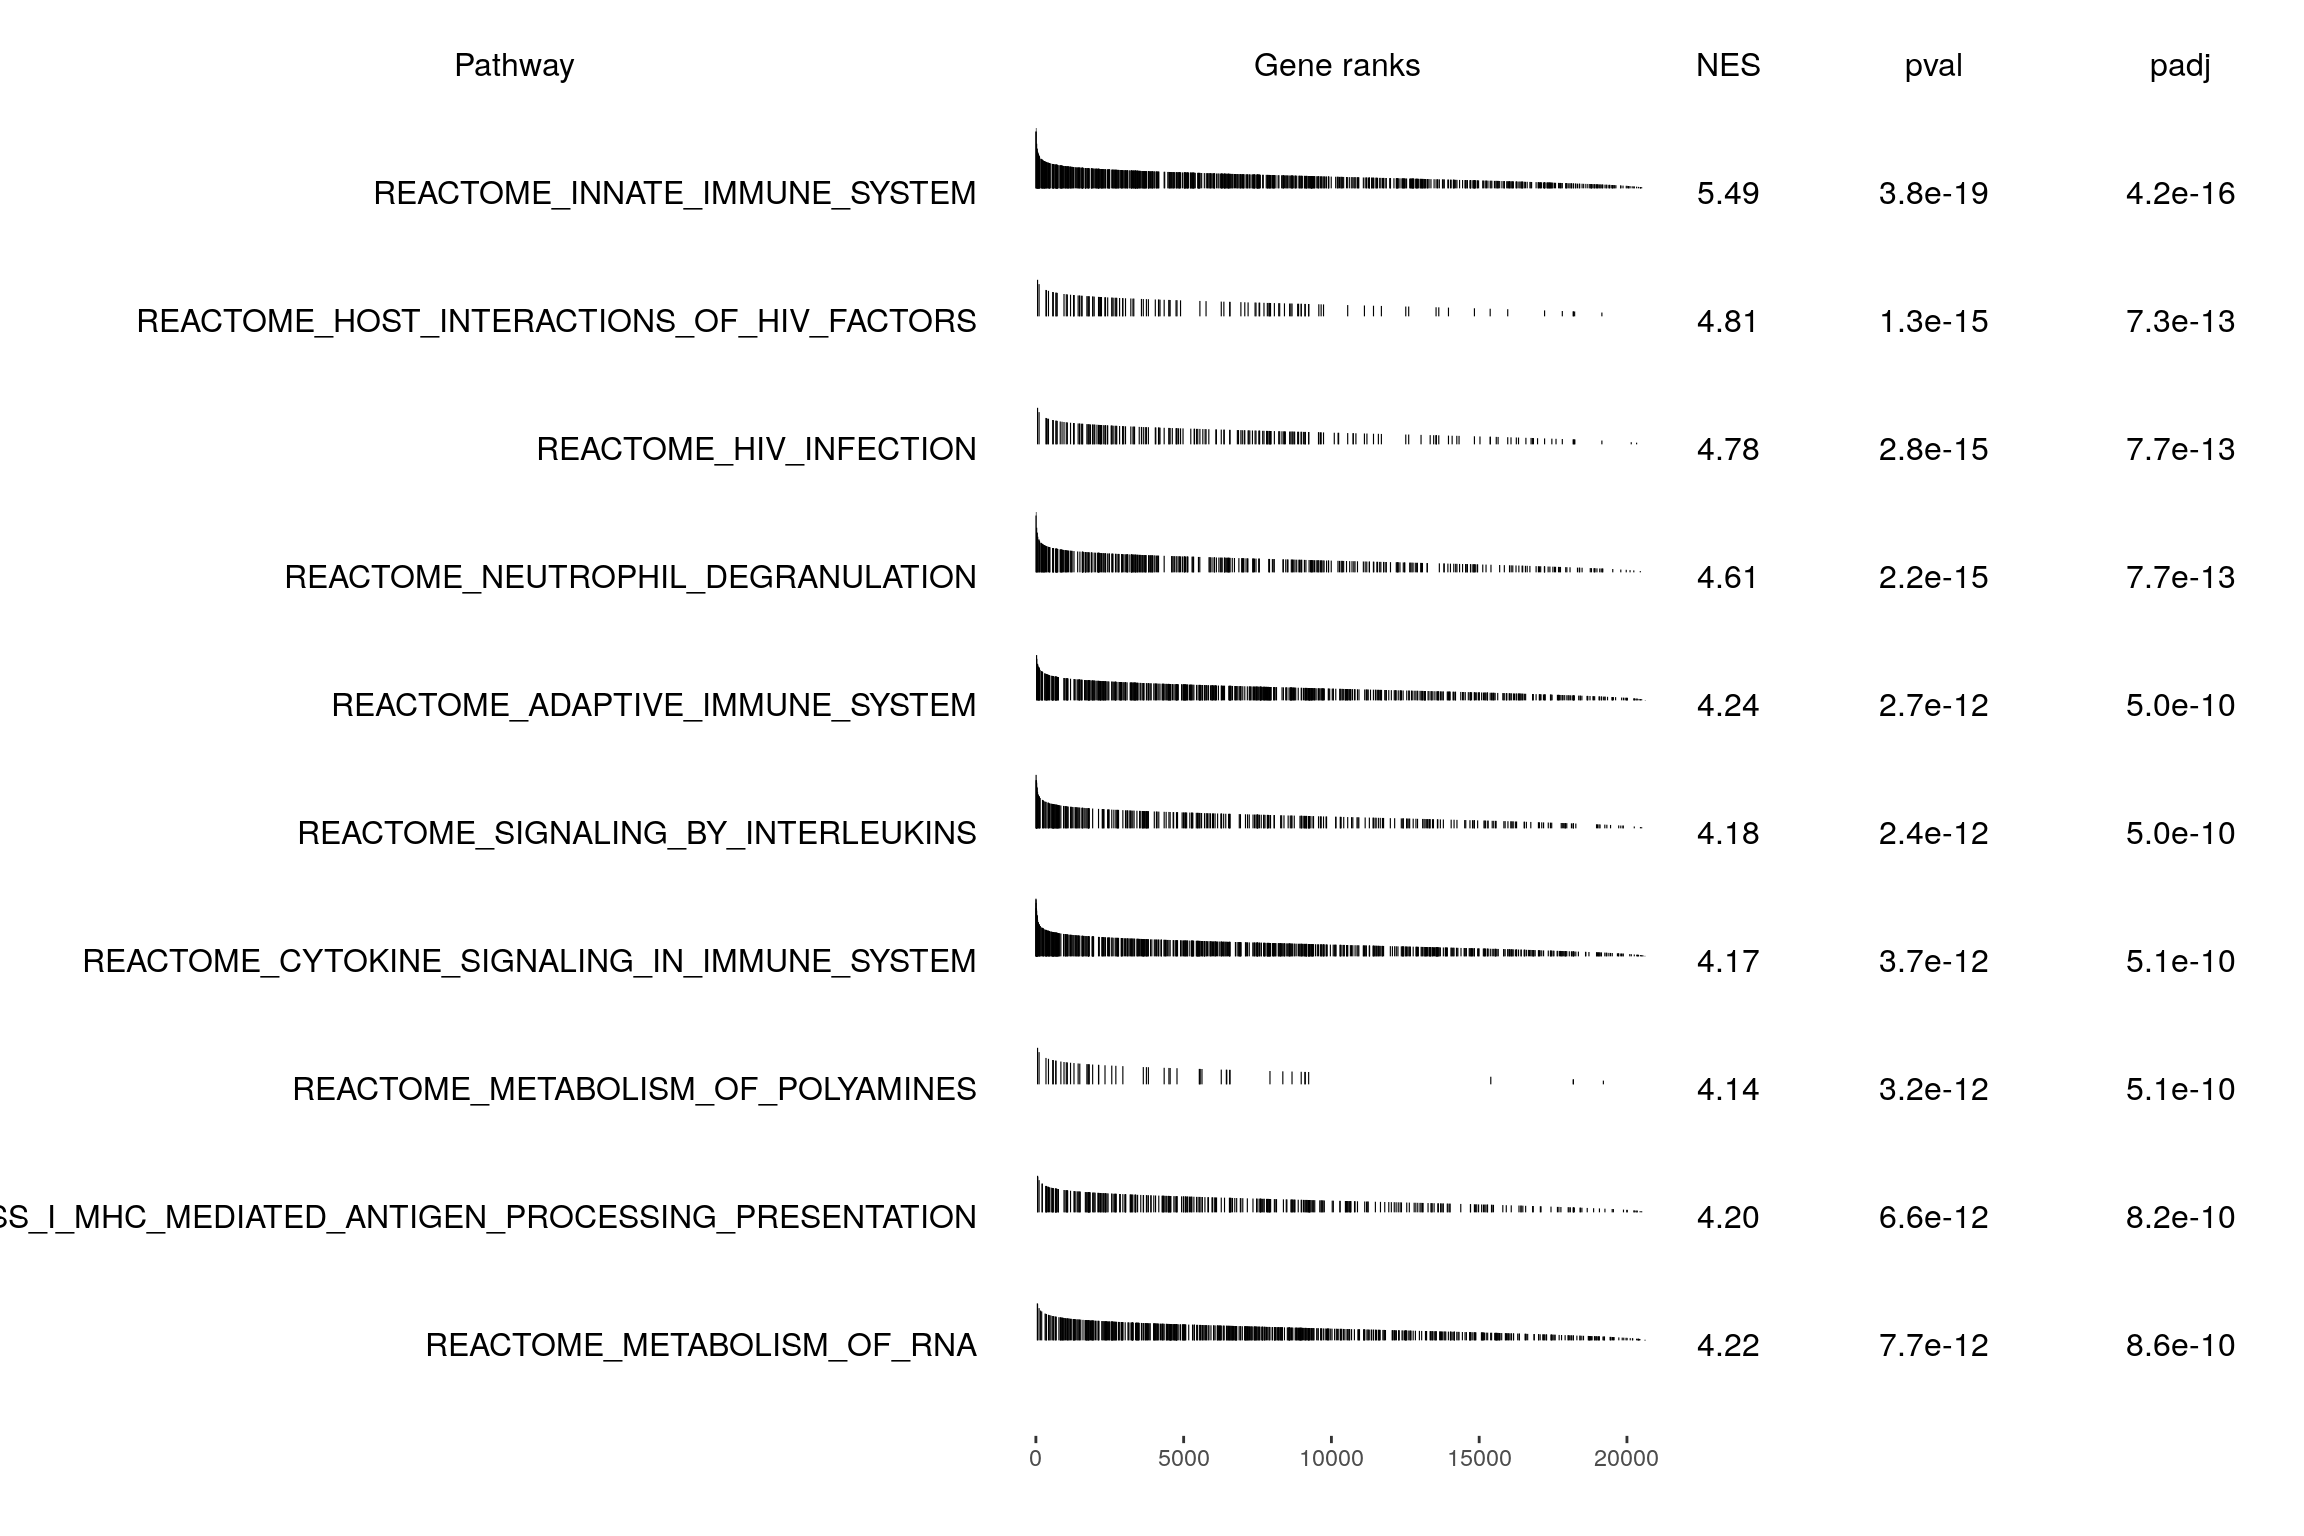 Pathway Gene ranks NES pval padj
REACTOME_INNATE_IMMUNE_SYSTEM 5.49 3.8e-19 4.2e-16
REACTOME_HOST_INTERACTIONS_OF_HIV_FACTORS 4.81 1.3e-15 7.3e-13
REACTOME_HIV_INFECTION 4.78 2.8e-15 7.7e-13
REACTOME_NEUTROPHIL_DEGRANULATION 4.61 2.2e-15 7.7e-13
REACTOME_ADAPTIVE_IMMUNE_SYSTEM 4.24 2.7e-12 5.0e-10
REACTOME_SIGNALING_BY_INTERLEUKINS 4.18 2.4e-12 5.0e-10
REACTOME_CYTOKINE_SIGNALING_IN_IMMUNE_SYSTEM 4.17 3.7e-12 5.1e-10
REACTOME_METABOLISM_OF_POLYAMINES 4.14 3.2e-12 5.1e-10
SS_I_MHC_MEDIATED_ANTIGEN_PROCESSING_PRESENTATION 4.20 6.6e-12 8.2e-10
REACTOME_METABOLISM_OF_RNA 4.22 7.7e-12 8.6e-10
0 5000 10000 15000 20000